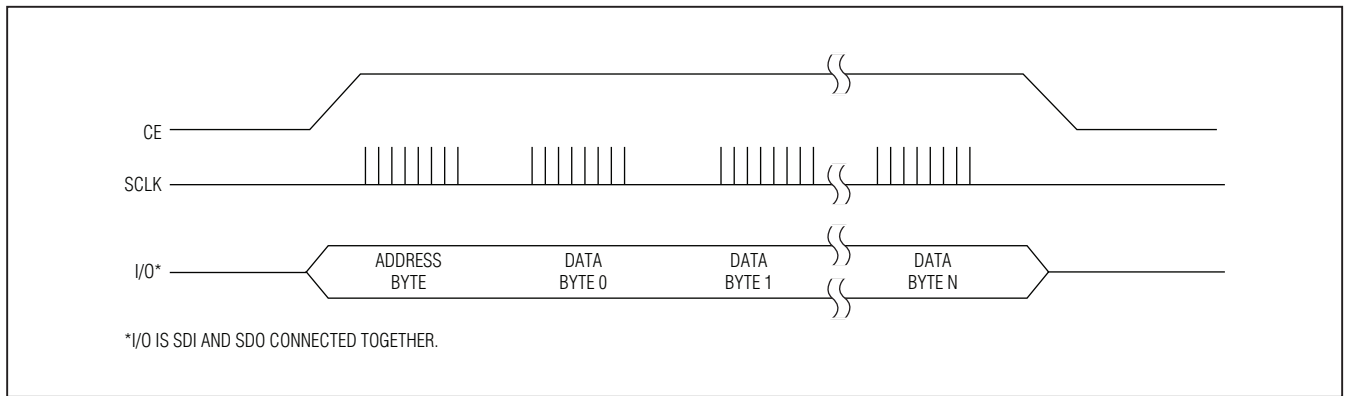 CE
SCLK
I/O*
ADDRESS
BYTE
DATA
BYTE 0
DATA
BYTE 1
DATA
BYTE N
*I/O IS SDI AND SDO CONNECTED TOGETHER.